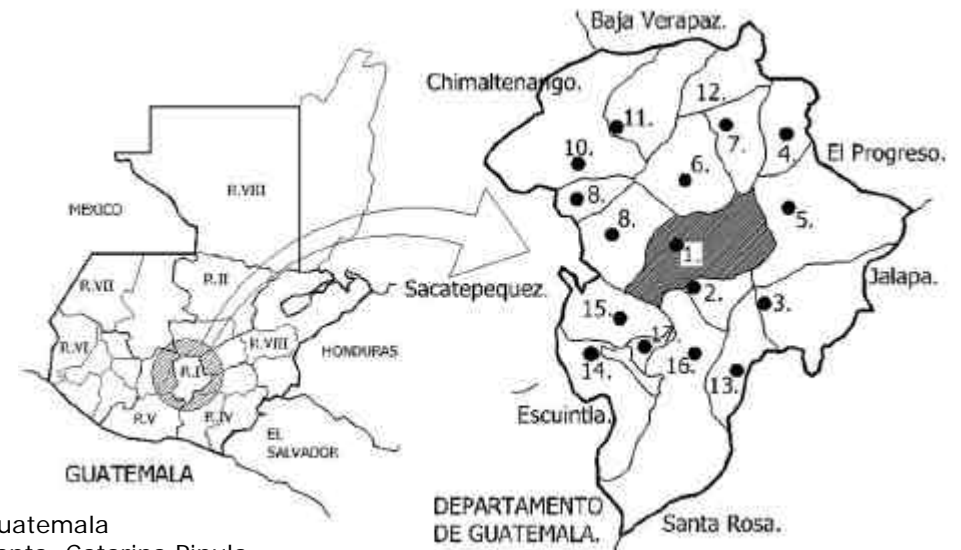 Baja Verapaz.
Chimaltenango.
12.
11.
7.
4.
10.
6.
El Progreso.
R.VIII
MEXICO
8.
5.
8.
1.
R.VII
R.II
Sacatepequez.
Jalapa.
2.
3.
15.
R.VI
R.VIII
HONDURAS
17.
R.I
14.
16.
13.
R.V
R.IV
Escuintla.
EL
SALVADOR
GUATEMALA
DEPARTAMENTO
DE GUATEMALA.
Santa Rosa.
uatemala
Catarina Pinula